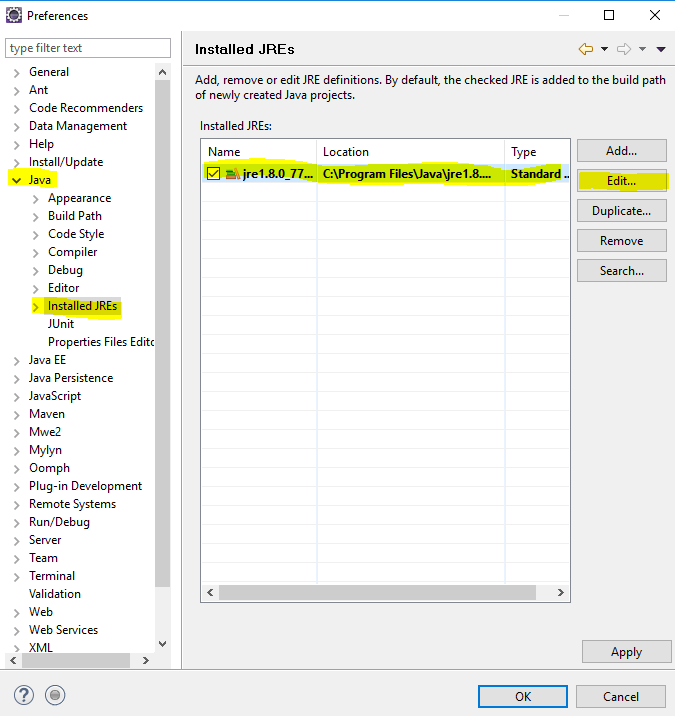 Preferences
type filter text
General
Ant
Code Recommenders
Data Management
Help
Install/Update
Java
Appearance
Build Path
Code Style
Compiler
Debug
Editor
Installed JREs
JUnit
Properties Files Edito
Java EE
Java Persistence
JavaScript
Maven
Mwe2
Mylyn
Oomph
Plug-in Development
Remote Systems
Run/Debug
Server
Team
Terminal
Validation
Web
Web Services
XML
Installed JREs
Add, remove or edit JRE definitions. By default, the checked JRE is added to the build path
of newly created Java projects.
Installed JREs:
Name Location Type
jre1.8.0_77... C:\Program Files\Java\jre1.8.... Standard ..
Add...
Edit...
Duplicate...
Remove
Search...
Apply
?
OK Cancel